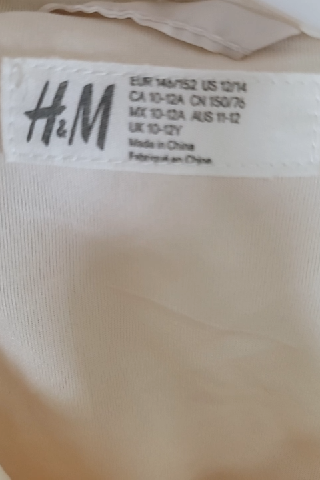 H&M
EUR 146/152 US 12/14
CA 10-12A CN 150/76
MX 10-12A AUS 11-12
UK 10-12Y
Made in China
Fabriqué en Chine